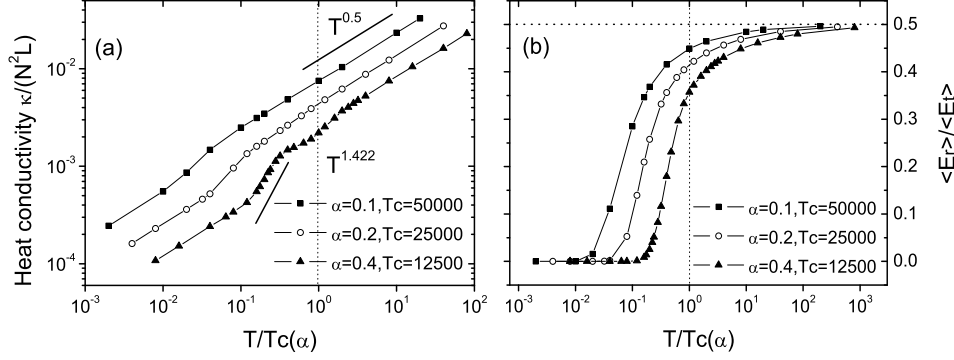 (a)
T^0.5
T^1.422
α=0.1,Tc=50000
α=0.2,Tc=25000
α=0.4,Tc=12500
Heat conductivity κ/(N²L)
10^-2
10^-3
10^-4
10^-3 10^-2 10^-1 10^0 10^1 10^2
T/Tc(α)
(b)
α=0.1,Tc=50000
α=0.2,Tc=25000
α=0.4,Tc=12500
0.5
0.4
0.3
0.2
0.1
0.0
<Er>/<Et>
10^-3 10^-2 10^-1 10^0 10^1 10^2 10^3
T/Tc(α)